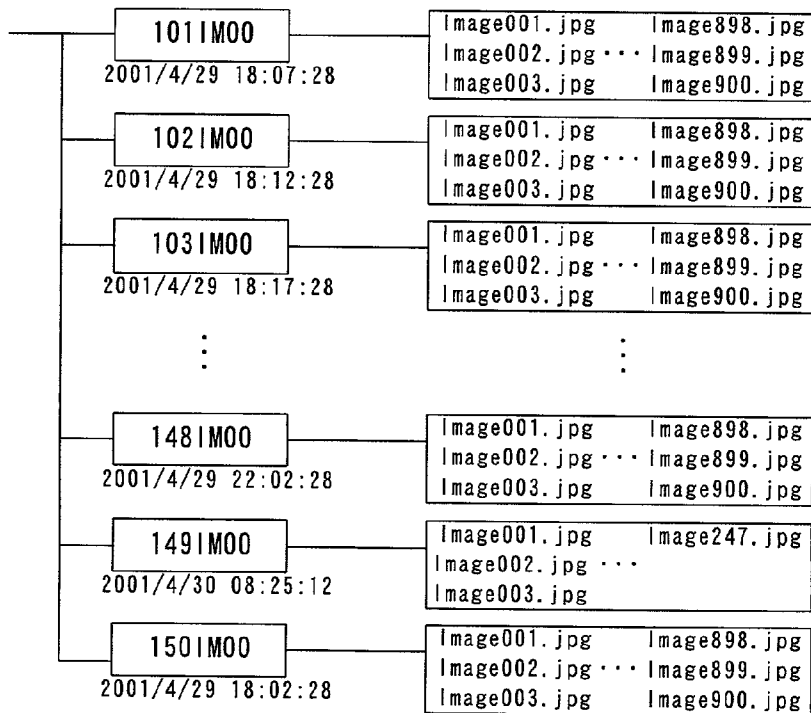 101IM00
2001/4/29 18:07:28
Image001.jpg Image898.jpg
Image002.jpg ··· Image899.jpg
Image003.jpg Image900.jpg
102IM00
2001/4/29 18:12:28
Image001.jpg Image898.jpg
Image002.jpg ··· Image899.jpg
Image003.jpg Image900.jpg
103IM00
2001/4/29 18:17:28
Image001.jpg Image898.jpg
Image002.jpg ··· Image899.jpg
Image003.jpg Image900.jpg
148IM00
2001/4/29 22:02:28
Image001.jpg Image898.jpg
Image002.jpg ··· Image899.jpg
Image003.jpg Image900.jpg
149IM00
2001/4/30 08:25:12
Image001.jpg Image247.jpg
Image002.jpg ···
Image003.jpg
150IM00
2001/4/29 18:02:28
Image001.jpg Image898.jpg
Image002.jpg ··· Image899.jpg
Image003.jpg Image900.jpg